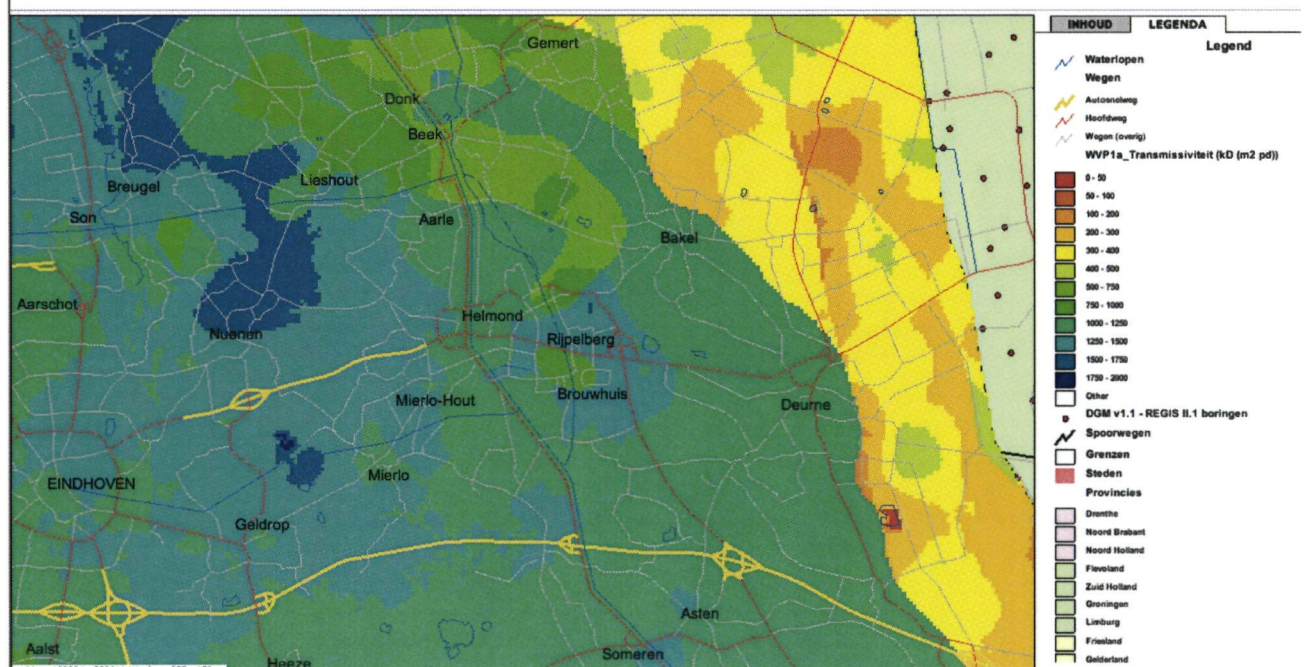 Gemert
Donk
Beek
Breugel
Lieshout
Son
Aarle
Bakel
Aarschot
Helmond
Nuenen
Rijpelberg
Mierlo-Hout
Brouwhuis
Deurne
EINDHOVEN
Mierlo
Geldrop
Asten
Aalst
Heeze
Someren
INHOUD
LEGENDA
Legend
Waterlopen
Wegen
Autosnelweg
Hoofdweg
Wegen (overig)
WVP1a_Transmissiviteit (kD (m2 pd))
0 - 50
50 - 100
100 - 200
200 - 300
300 - 400
400 - 500
500 - 750
750 - 1000
1000 - 1250
1250 - 1500
1500 - 1750
1750 - 2000
Other
DGM v1.1 - REGIS II.1 boringen
Spoorwegen
Grenzen
Steden
Provincies
Drenthe
Noord Brabant
Noord Holland
Flevoland
Zuid Holland
Groningen
Limburg
Friesland
Gelderland